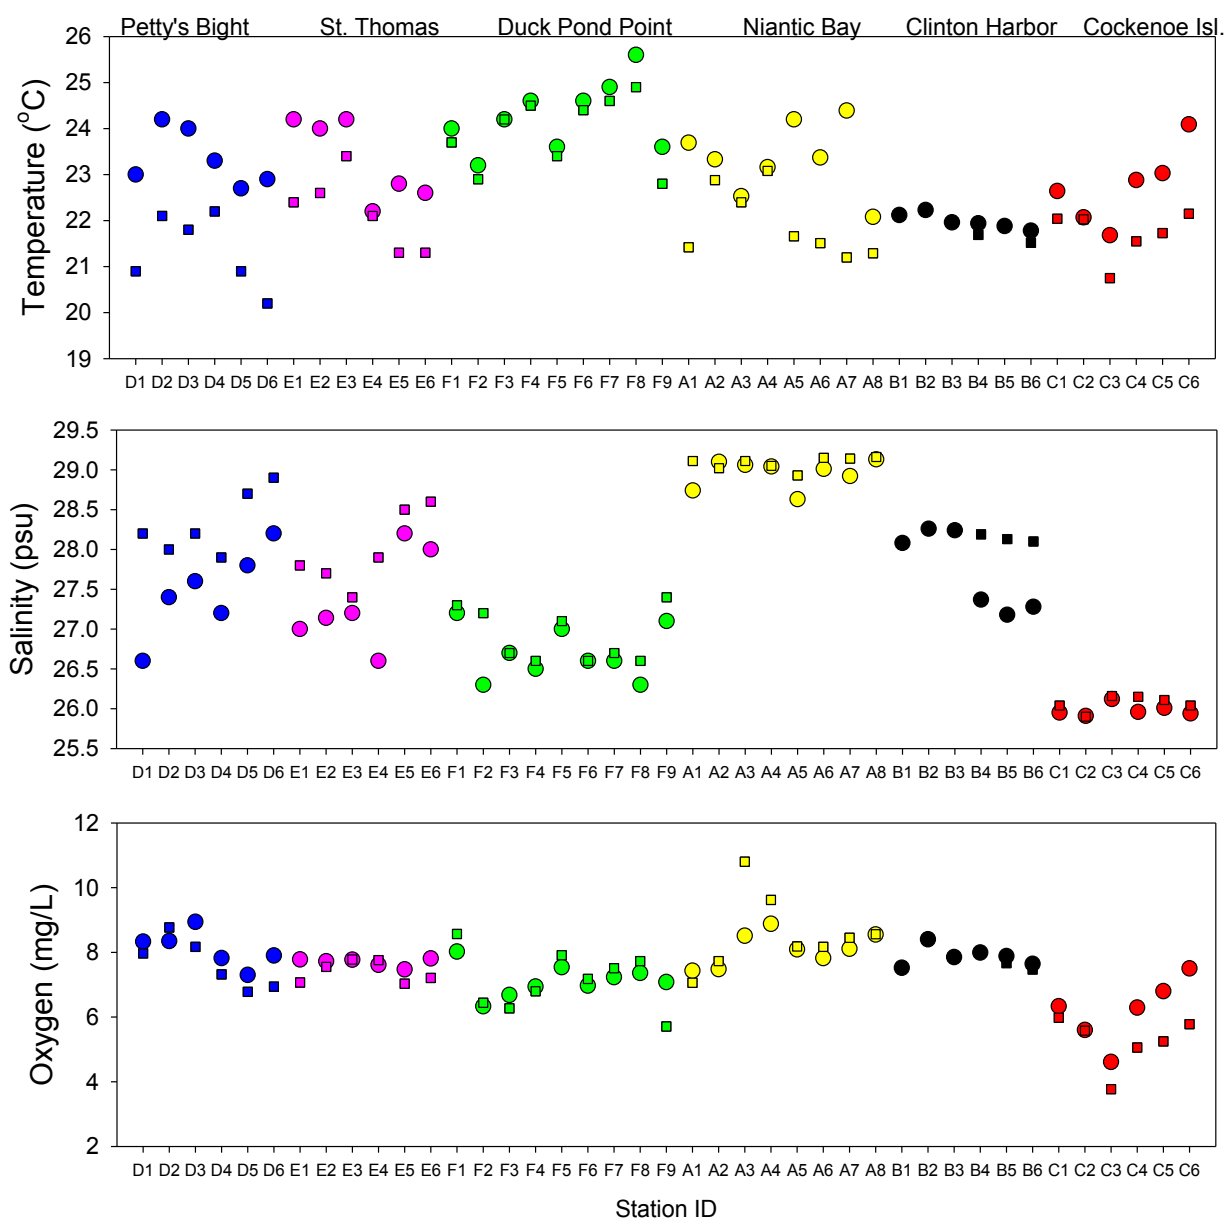 Petty's Bight St. Thomas Duck Pond Point Niantic Bay Clinton Harbor Cockenoe Isl.
Temperature (°C)
26
25
24
23
22
21
20
19
D1 D2 D3 D4 D5 D6 E1 E2 E3 E4 E5 E6 F1 F2 F3 F4 F5 F6 F7 F8 F9 A1 A2 A3 A4 A5 A6 A7 A8 B1 B2 B3 B4 B5 B6 C1 C2 C3 C4 C5 C6
Salinity (psu)
29.5
29.0
28.5
28.0
27.5
27.0
26.5
26.0
25.5
D1 D2 D3 D4 D5 D6 E1 E2 E3 E4 E5 E6 F1 F2 F3 F4 F5 F6 F7 F8 F9 A1 A2 A3 A4 A5 A6 A7 A8 B1 B2 B3 B4 B5 B6 C1 C2 C3 C4 C5 C6
Oxygen (mg/L)
12
10
8
6
4
2
D1 D2 D3 D4 D5 D6 E1 E2 E3 E4 E5 E6 F1 F2 F3 F4 F5 F6 F7 F8 F9 A1 A2 A3 A4 A5 A6 A7 A8 B1 B2 B3 B4 B5 B6 C1 C2 C3 C4 C5 C6
Station ID